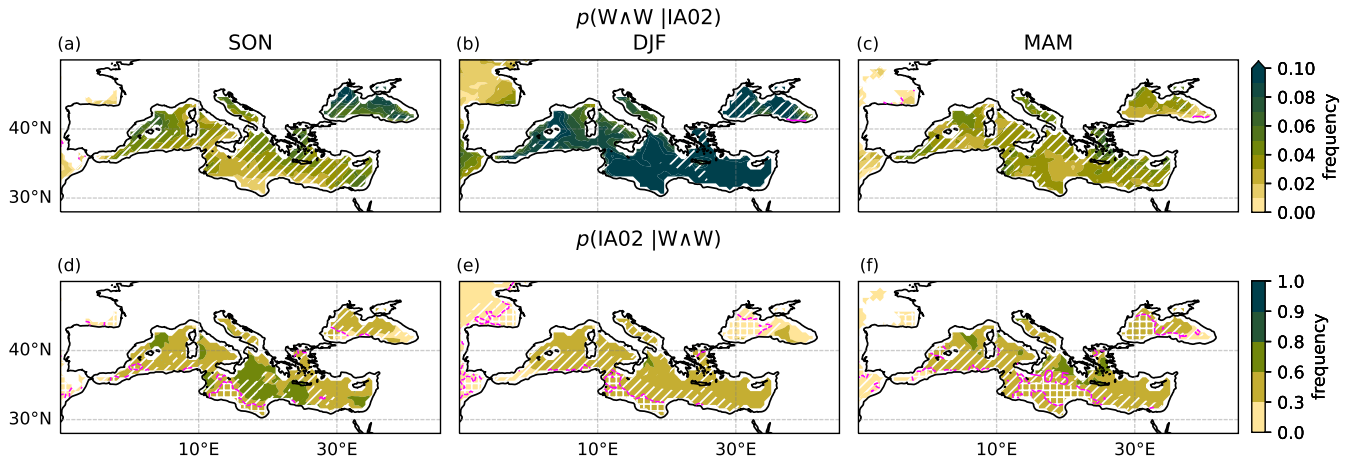 p(W∧W |IA02)
(a) SON (b) DJF (c) MAM
40°N
30°N
0.10
0.08
0.06
0.04
0.02
0.00
frequency
p(IA02 |W∧W)
(d) (e) (f)
40°N
30°N
10°E 30°E 10°E 30°E 10°E 30°E
1.0
0.9
0.8
0.6
0.3
0.0
frequency